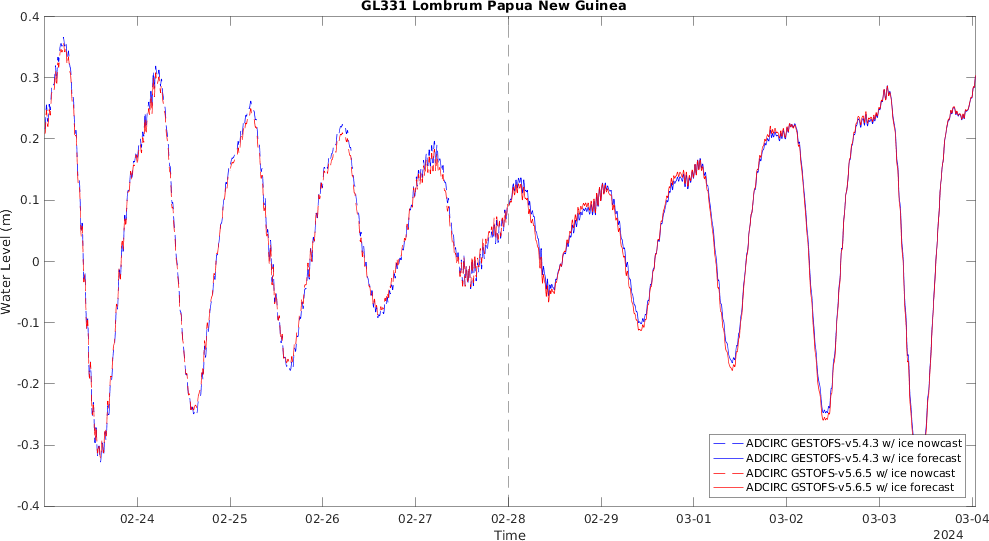 GL331 Lombrum Papua New Guinea
Water Level (m)
0.4
0.3
0.2
0.1
0
-0.1
-0.2
-0.3
-0.4
ADCIRC GESTOFS-v5.4.3 w/ ice nowcast
ADCIRC GESTOFS-v5.4.3 w/ ice forecast
ADCIRC GSTOFS-v5.6.5 w/ ice nowcast
ADCIRC GSTOFS-v5.6.5 w/ ice forecast
02-24 02-25 02-26 02-27 02-28 02-29 03-01 03-02 03-03 03-04
Time
2024